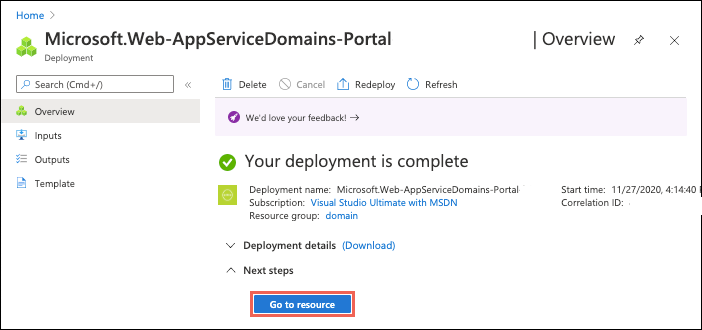 Home >
Microsoft.Web-AppServiceDomains-Portal | Overview
Deployment
Search (Cmd+/)
«
Overview
Inputs
Outputs
Template
Delete Cancel Redeploy Refresh
We'd love your feedback! →
Your deployment is complete
Deployment name: Microsoft.Web-AppServiceDomains-Portal- Start time: 11/27/2020, 4:14:40
Subscription: Visual Studio Ultimate with MSDN Correlation ID:
Resource group: domain
Deployment details (Download)
Next steps
Go to resource